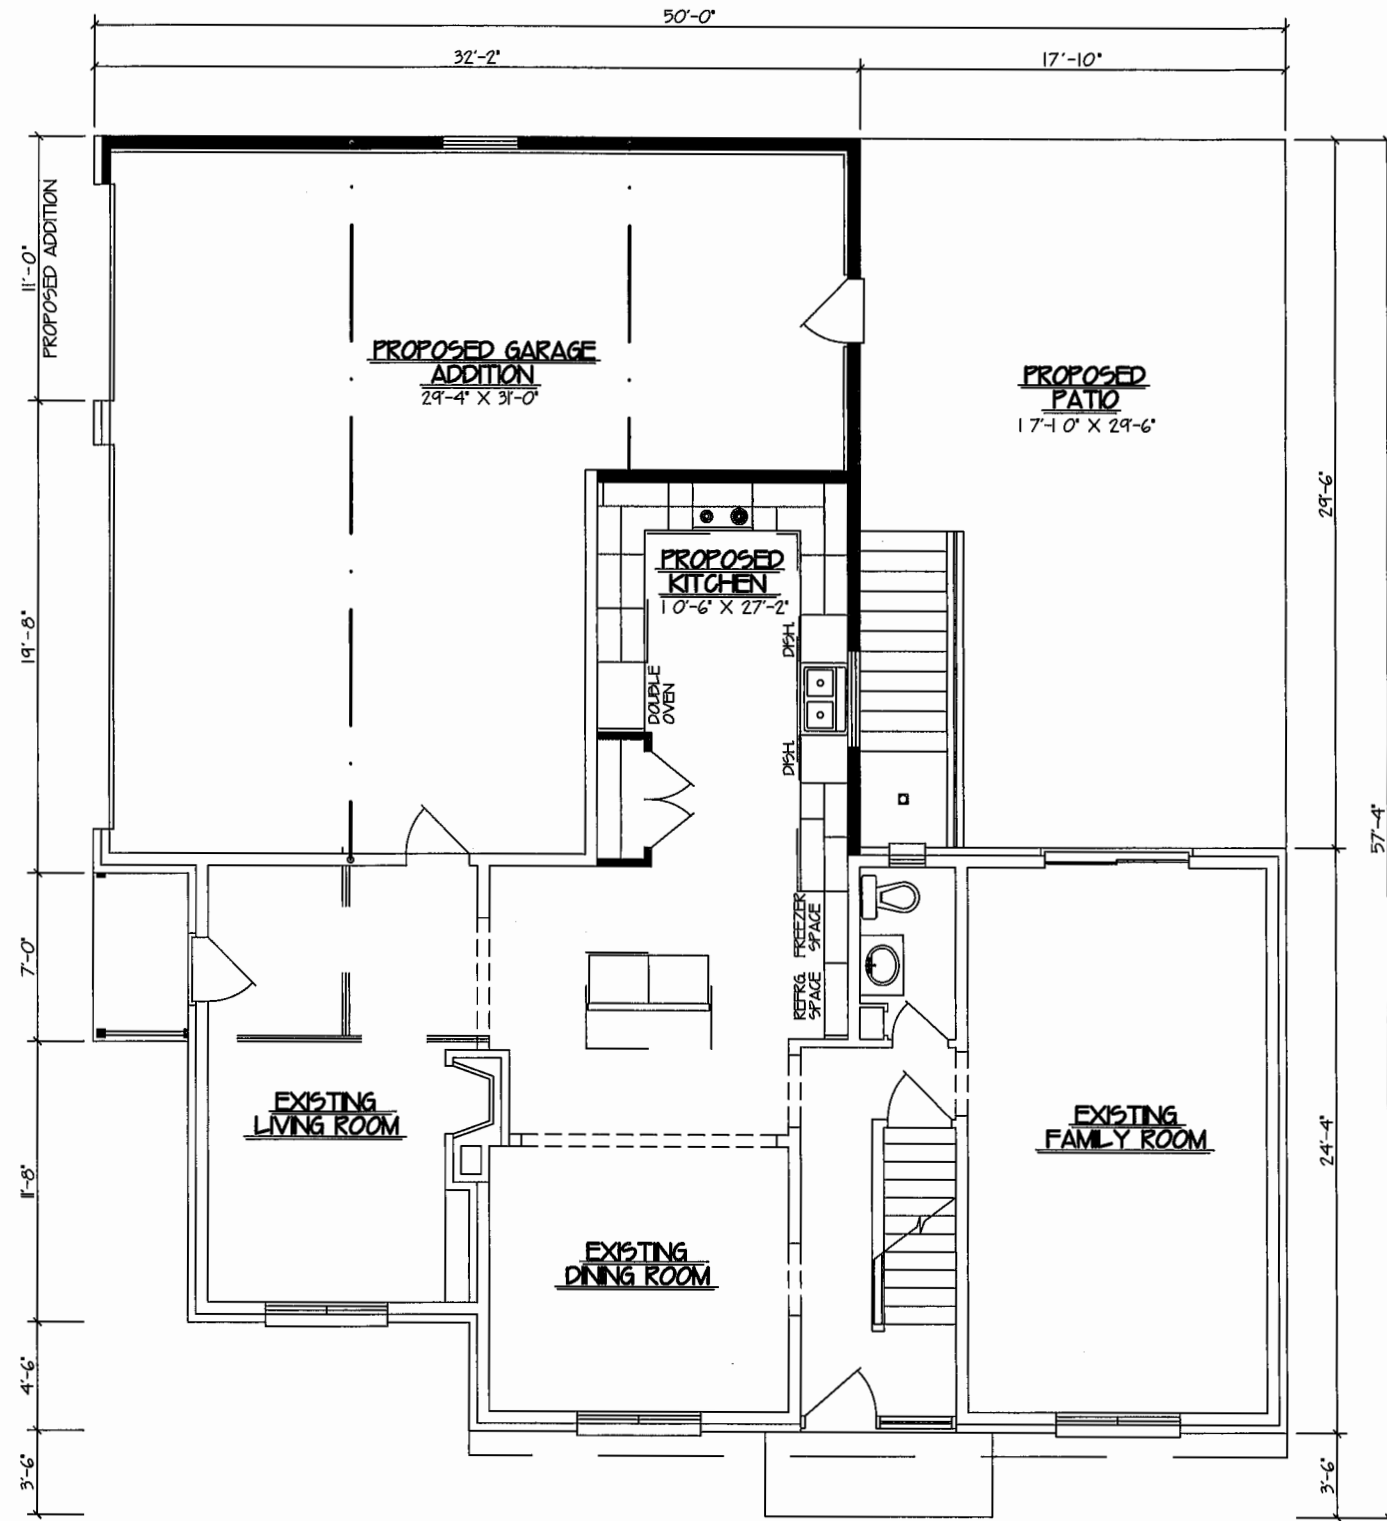 50'-0"
32'-2"
17'-10"
11'-0"
PROPOSED ADDITION
PROPOSED GARAGE
ADDITION
29'-4" X 31'-0"
PROPOSED
PATIO
17'-10" X 29'-6"
29'-6"
PROPOSED
KITCHEN
10'-6" X 27'-2"
19'-8"
DISH.
DOUBLE
OVEN
DISH.
57'-4"
7'-0"
FREEZER
SPACE
REFRG.
SPACE
EXISTING
LIVING ROOM
EXISTING
FAMILY ROOM
24'-4"
11'-8"
EXISTING
DINING ROOM
4'-6"
3'-6"
3'-6"